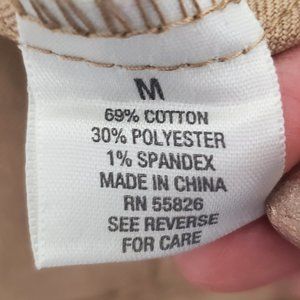 M
69% COTTON
30% POLYESTER
1% SPANDEX
MADE IN CHINA
RN 55826
SEE REVERSE
FOR CARE